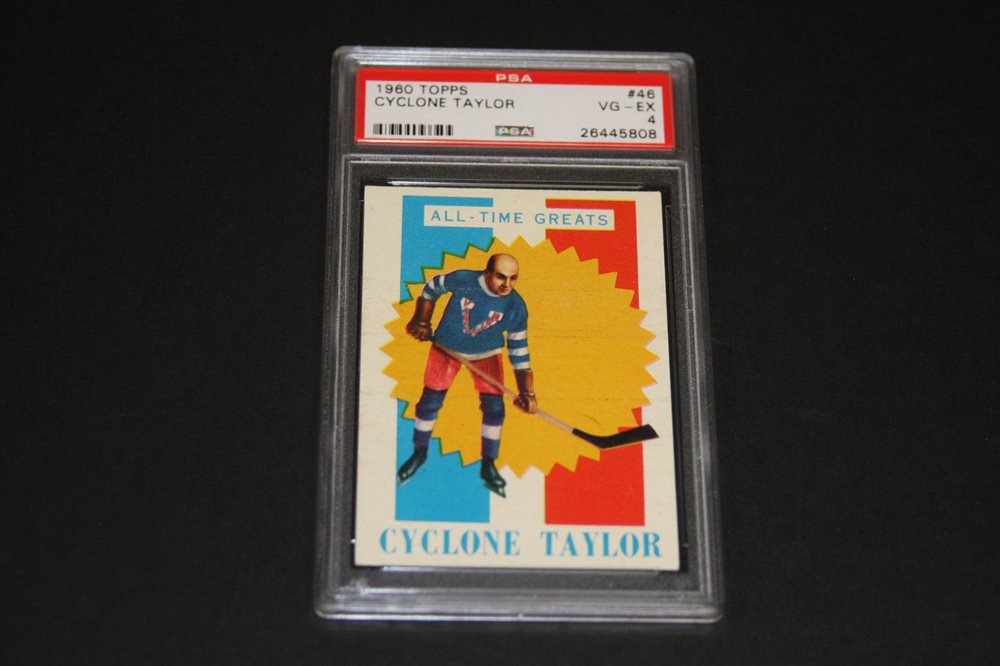 PSA
1960 TOPPS #46
CYCLONE TAYLOR VG - EX
4
PSA 26445808
ALL-TIME GREATS
V
CYCLONE TAYLOR